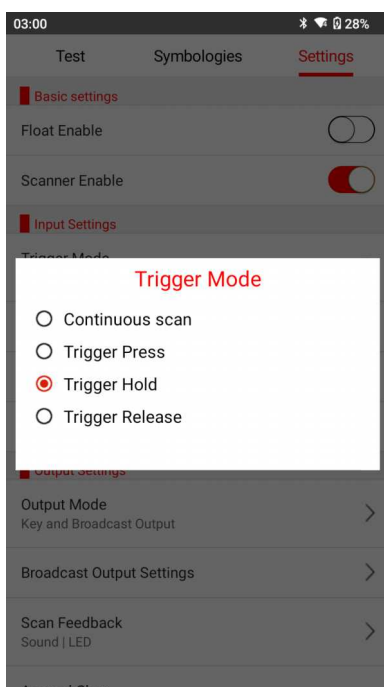 03:00 28%
Test Symbologies Settings
Basic settings
Float Enable
Scanner Enable
Input Settings
Trigger Mode
Trigger Mode
Continuous scan
Trigger Press
Trigger Hold
Trigger Release
Output Settings
Output Mode
Key and Broadcast Output
Broadcast Output Settings
Scan Feedback
Sound | LED